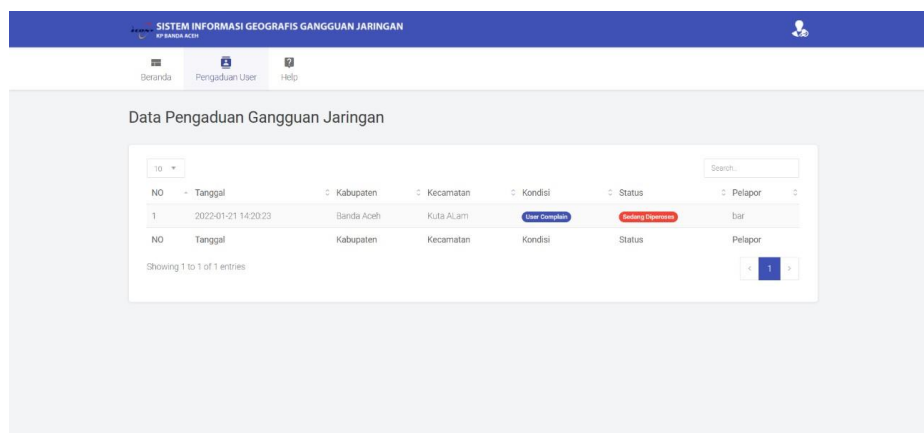 SISTEM INFORMASI GEOGRAFIS GANGGUAN JARINGAN
KP BANDA ACEH
Beranda Pengaduan User Help
Data Pengaduan Gangguan Jaringan
10 Search..
NO Tanggal Kabupaten Kecamatan Kondisi Status Pelapor
1 2022-01-21 14:20:23 Banda Aceh Kuta ALam User Complain Sedang Diperoses bar
NO Tanggal Kabupaten Kecamatan Kondisi Status Pelapor
Showing 1 to 1 of 1 entries
< 1 >